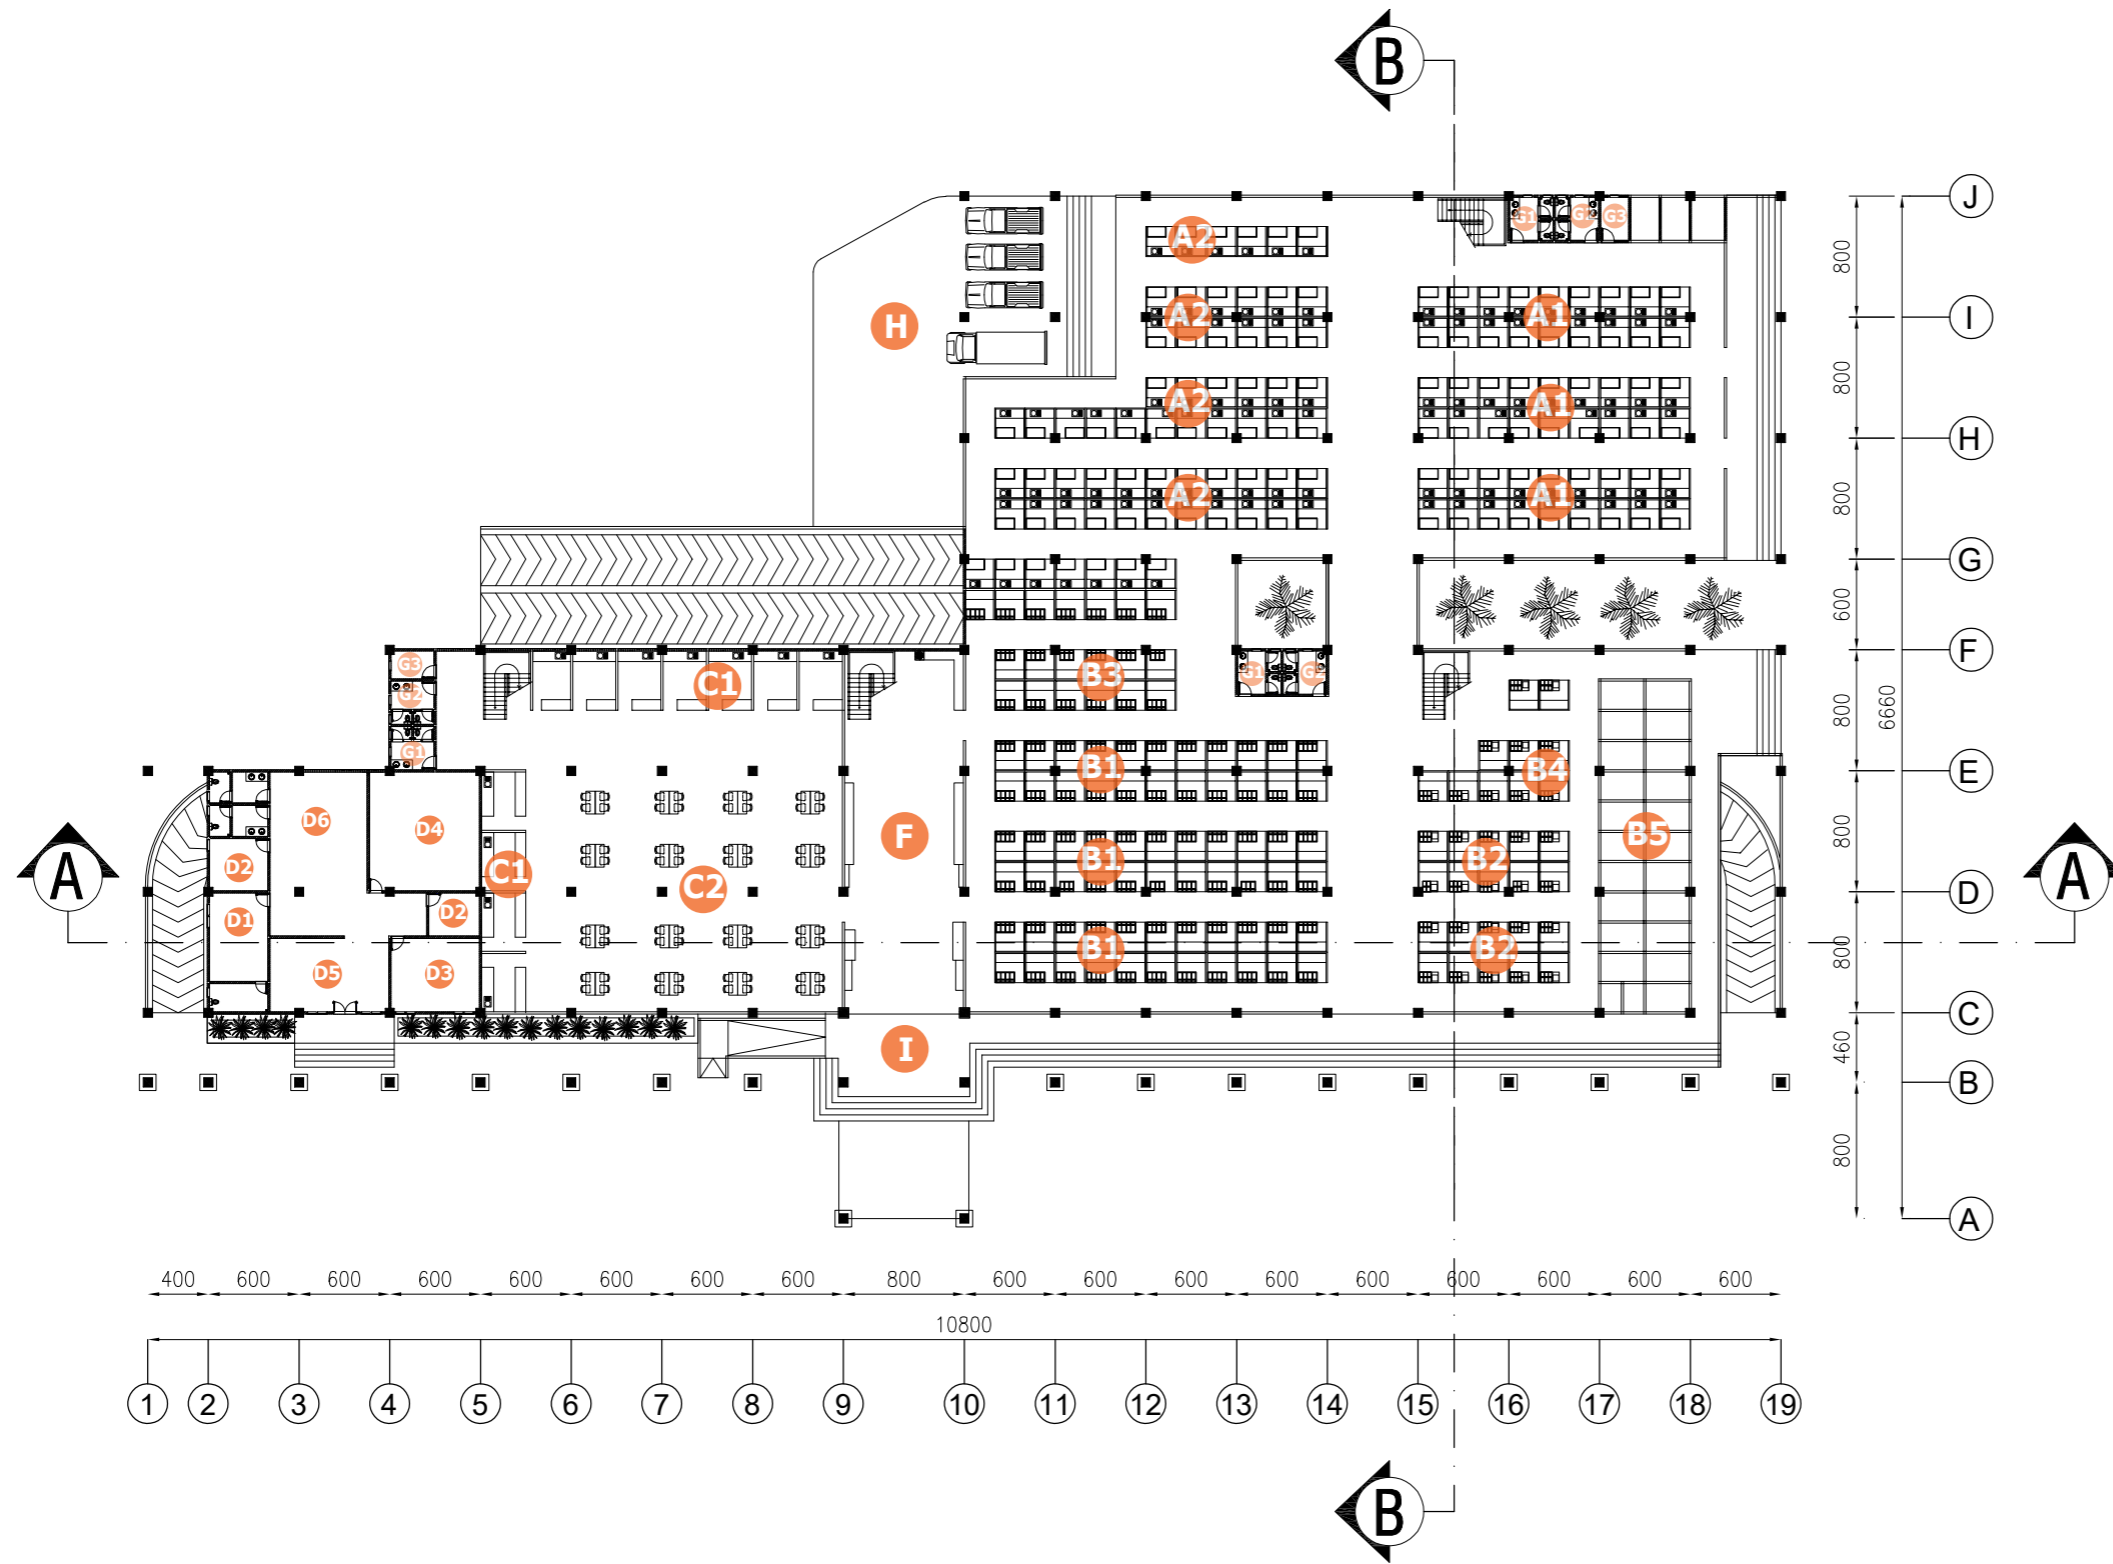 B
J
G1 G2 G3
A2
800
H A2 A1 I
800
A2 A1
H
800
A2 A1
G
600
F
G3 C1 B3 G1 G2
G2
800
6660
G1
B1 B4 E
D6 D4 F B5
800
D2 C1 B1 B2
A A
C2 D
D1 D2
B1 B2
800
D5 D3
C
I 460
B
800
A
400 600 600 600 600 600 600 600 800 600 600 600 600 600 600 600 600 600
10800
1 2 3 4 5 6 7 8 9 10 11 12 13 14 15 16 17 18 19
B